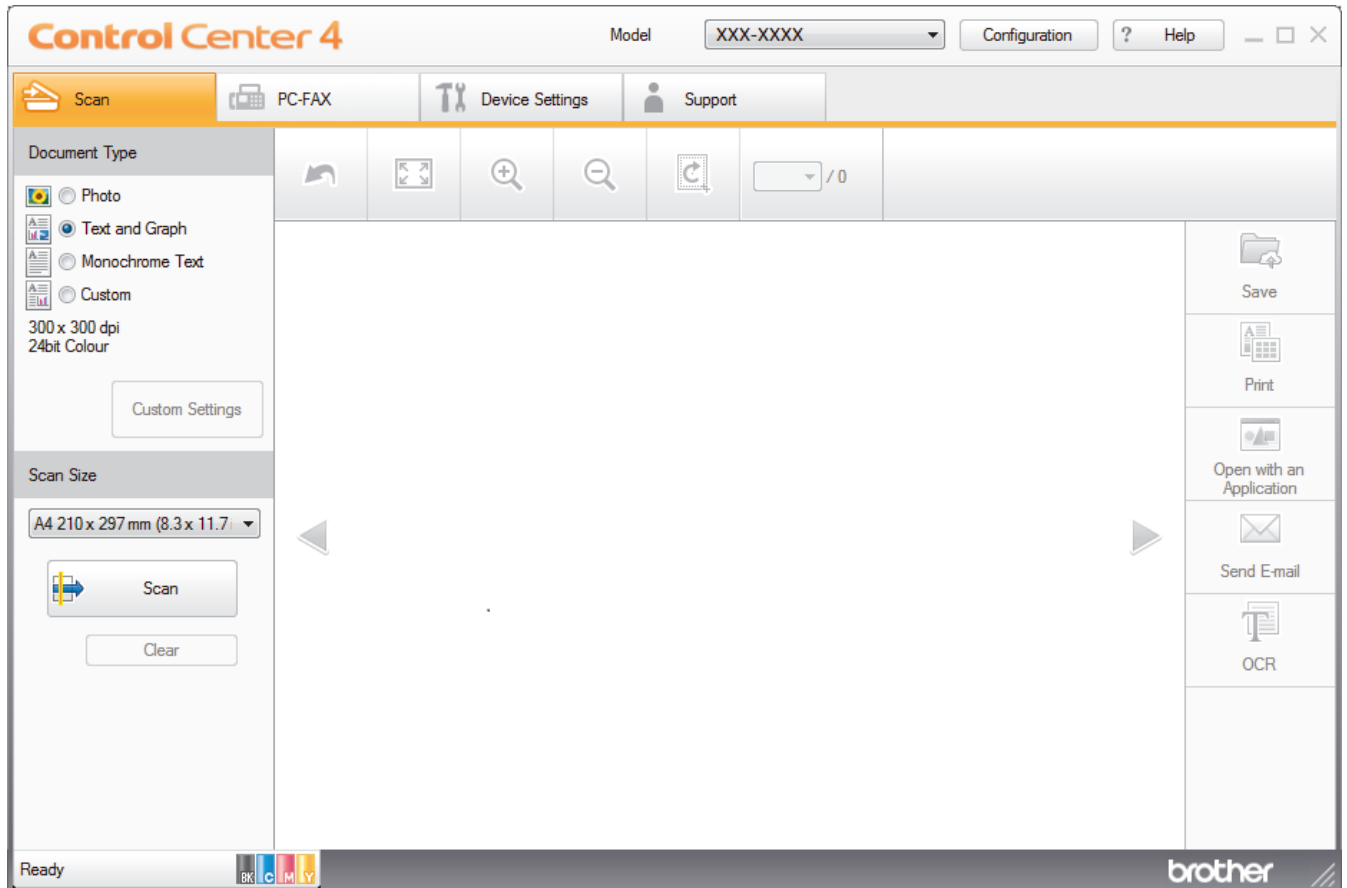 Control Center 4
Model XXX-XXXX Configuration ? Help
Scan PC-FAX Device Settings Support
Document Type
Photo
Text and Graph
Monochrome Text
Custom
300 x 300 dpi
24bit Colour
Custom Settings
Scan Size
A4 210 x 297 mm (8.3 x 11.7
Scan
Clear
/ 0
Save
Print
Open with an
Application
Send E-mail
OCR
Ready BK C M Y brother